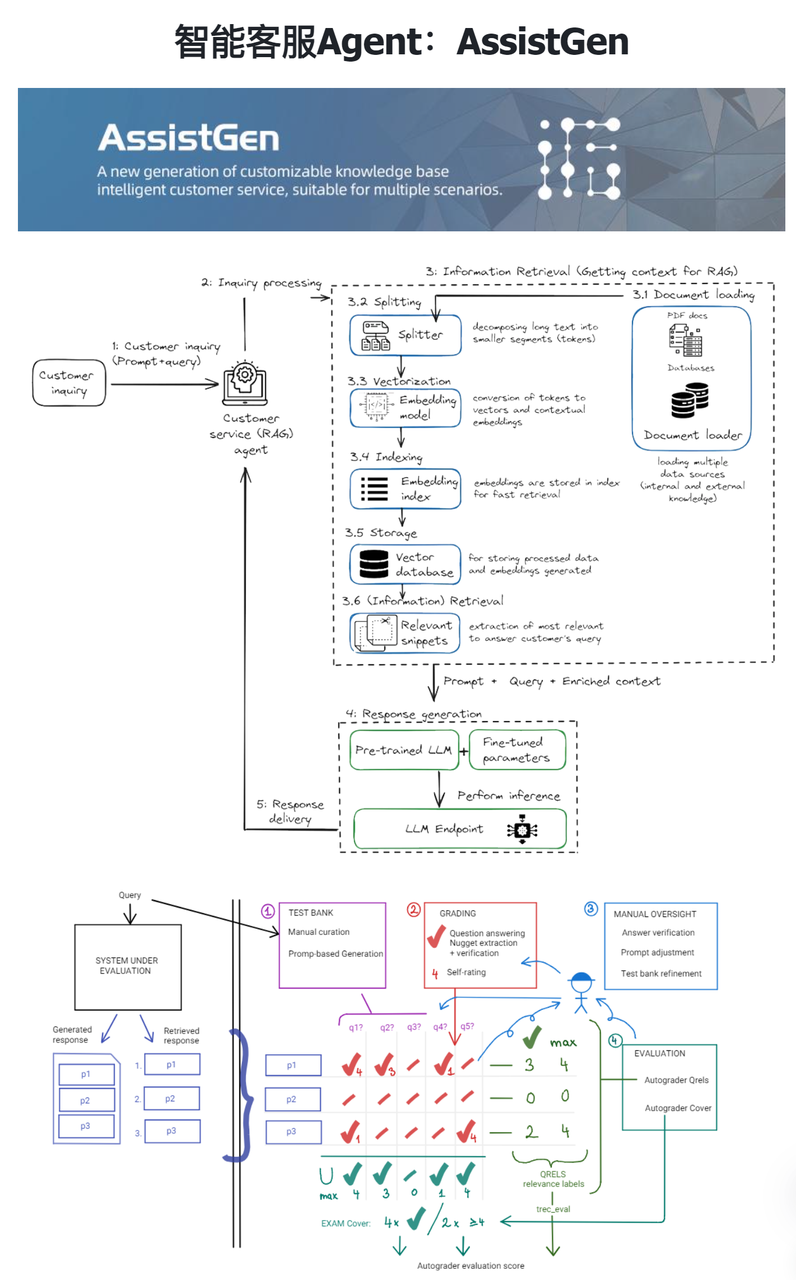 智能客服Agent：AssistGen
AssistGen
A new generation of customizable knowledge base
intelligent customer service, suitable for multiple scenarios.
3: Information Retrieval (Getting context for RAG)
2: Inquiry processing
3.2 Splitting
3.1 Document loading
PDF docs
Splitter
decomposing long text into
smaller segments (tokens)
Databases
Document loader
loading multiple
data sources
(internal and external
knowledge)
1: Customer inquiry
(Prompt+query)
Customer
inquiry
Customer
service (RAG)
agent
3.3 Vectorization
Embedding
model
conversion of tokens to
vectors and contextual
embeddings
3.4 Indexing
Embedding
index
embeddings are stored in index
for fast retrieval
3.5 Storage
Vector
database
for storing processed data
and embeddings generated
3.6 (Information) Retrieval
Relevant
snippets
extraction of most relevant
to answer customer's query
Prompt + Query + Enriched context
4: Response generation
Pre-trained LLM
+
Fine-tuned
parameters
Perform inference
5: Response
delivery
LLM Endpoint
Query
SYSTEM UNDER
EVALUATION
Generated
response
Retrieved
response
p1
p2
p3
1. p1
2. p2
3. p3
1
TEST BANK
Manual curation
Promp-based Generation
2
GRADING
Question answering
Nugget extraction
+ verification
4 Self-rating
3
MANUAL OVERSIGHT
Answer verification
Prompt adjustment
Test bank refinement
4
EVALUATION
Autograder Qrels
Autograder Cover
q1? q2? q3? q4? q5?
✓ max
p1 ✓4 ✓3 - ✓1 - — 3 4
p2 - - - - - — 0 0
p3 ✓1 - - - ✓4 — 2 4
U ✓ ✓ - ✓ ✓
max 4 3 0 1 4
QRELS
relevance labels
trec_eval
EXAM Cover: 4x ✓ / 2x ≥4
Autograder evaluation score